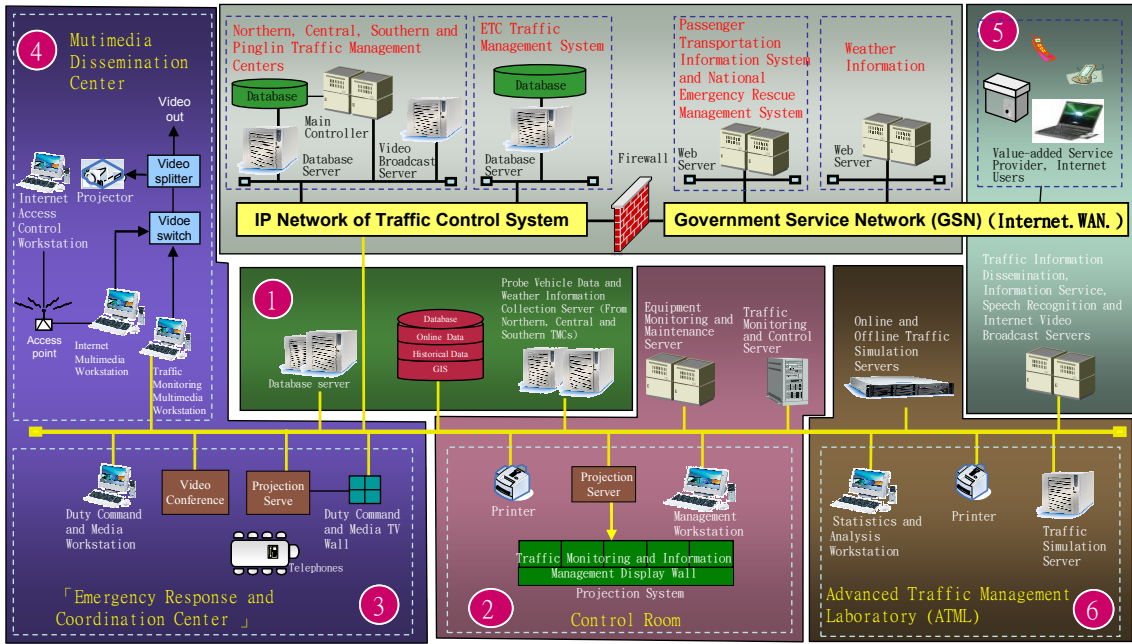 4
Mutimedia
Dissemination
Center
Video
out
Video
splitter
Projector
Internet
Access
Control
Workstation
Videe
switch
Access
point
Internet
Multimedia
Workstation
Traffic
Monitoring
Multimedia
Workstation
Northern, Central, Southern and
Pinglin Traffic Management
Centers
Database
Main
Controller
Database
Server
Video
Broadcast
Server
ETC Traffic
Management System
Database
Database
Server
Firewall
Passenger
Transportation
Information System
and National
Emergency Rescue
Management System
Web
Server
Weather
Information
Web
Server
5
Value-added Service
Provider, Internet
Users
IP Network of Traffic Control System
Government Service Network (GSN) (Internet.WAN.)
Traffic Information
Dissemination,
Information Service,
Speech Recognition and
Internet Video
Broadcast Servers
1
Database server
Database
Online Data
Historical Data
GIS
Probe Vehicle Data and
Weather Information
Collection Server (From
Northern, Central and
Southern TMCs)
Equipment
Monitoring and
Maintenance
Server
Traffic
Monitoring
and Control
Server
Online and
Offline Traffic
Simulation
Servers
Duty Command
and Media
Workstation
Video
Conference
Projection
Serve
Duty Command
and Media TV
Wall
Telephones
「Emergency Response and
Coordination Center 」
3
Printer
Projection
Server
Management
Workstation
Traffic Monitoring and Information
Management Display Wall
Projection System
2
Control Room
Statistics and
Analysis
Workstation
Printer
Traffic
Simulation
Server
Advanced Traffic Management
Laboratory (ATML)
6